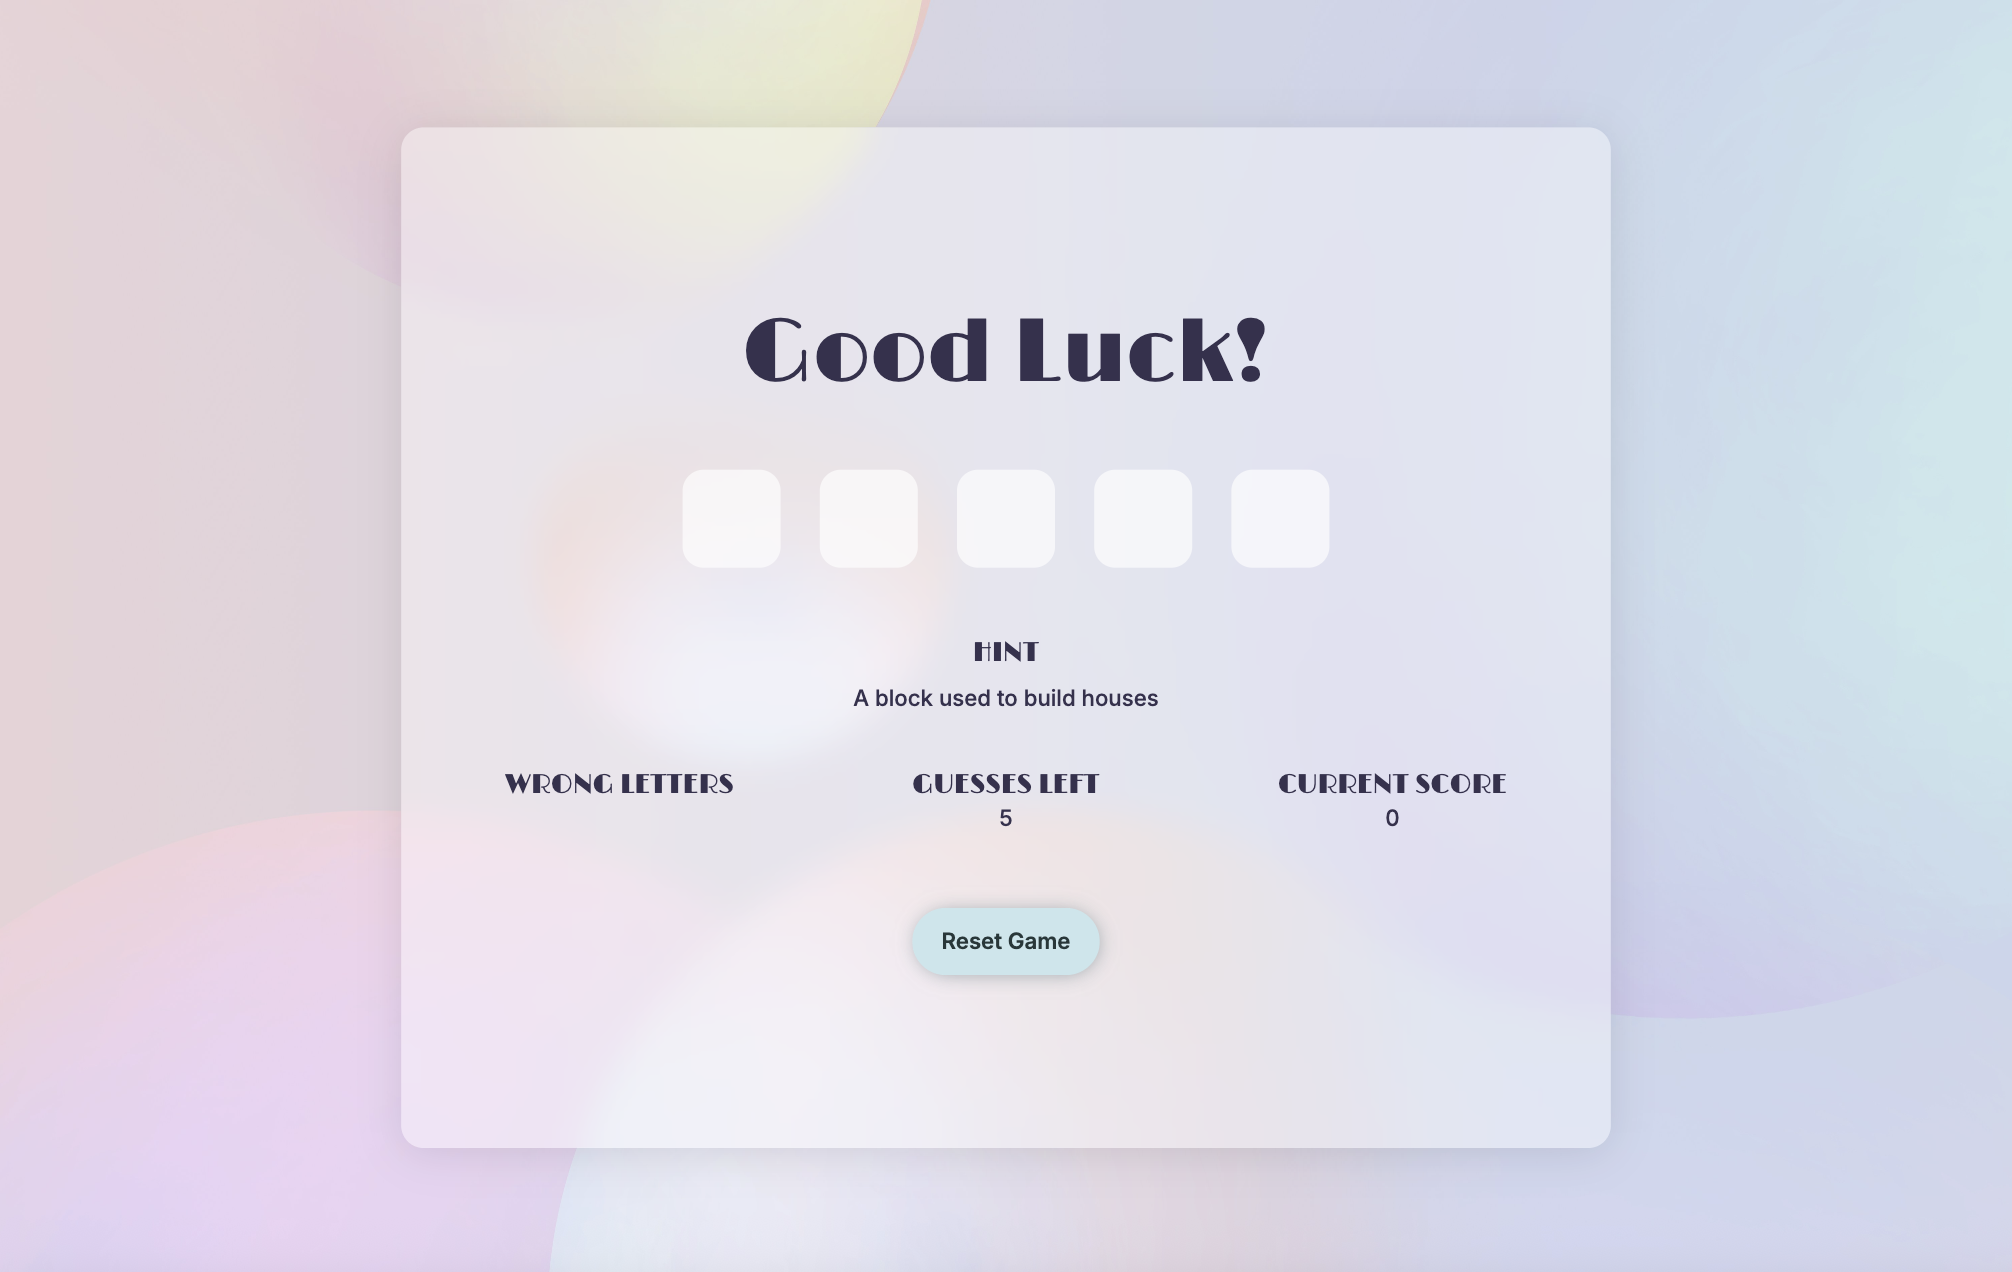 Good Luck!
HINT
A block used to build houses
WRONG LETTERS
GUESSES LEFT
5
CURRENT SCORE
0
Reset Game